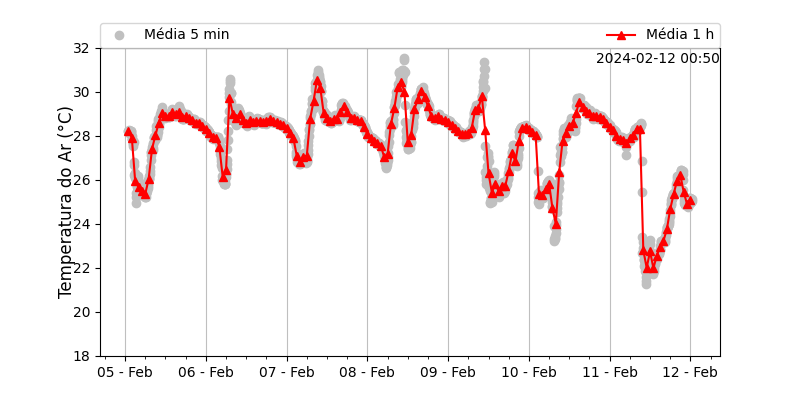 Média 5 min
Média 1 h
2024-02-12 00:50
Temperatura do Ar (°C)
32
30
28
26
24
22
20
18
05 - Feb
06 - Feb
07 - Feb
08 - Feb
09 - Feb
10 - Feb
11 - Feb
12 - Feb